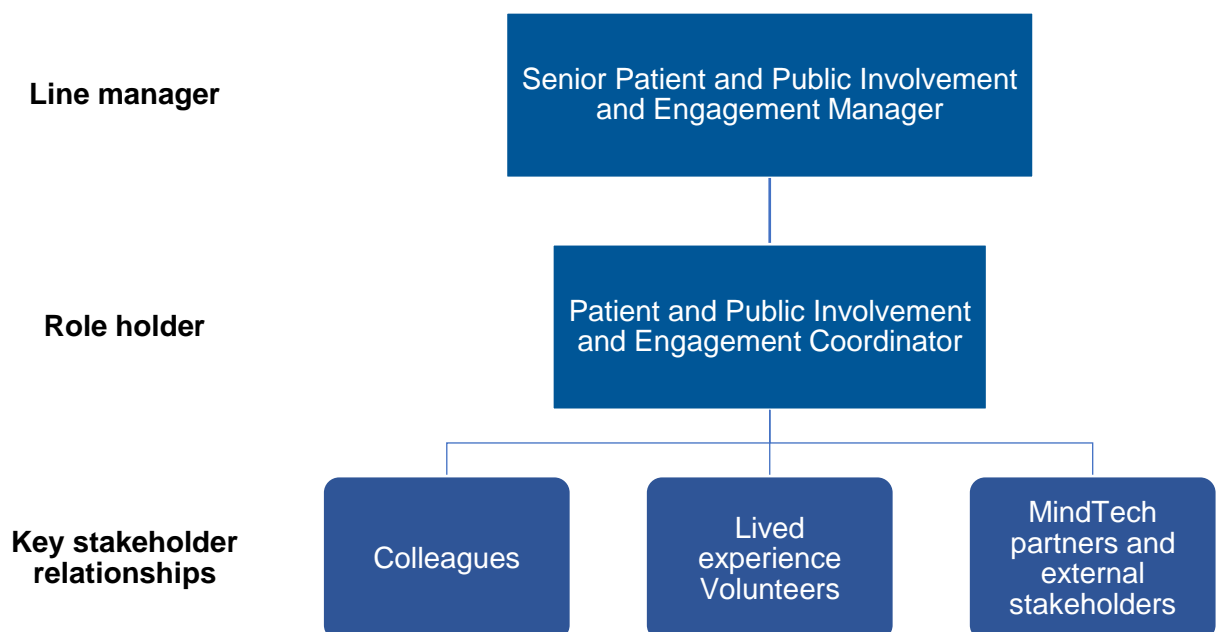 Line manager
Senior Patient and Public Involvement
and Engagement Manager
Role holder
Patient and Public Involvement
and Engagement Coordinator
Key stakeholder
relationships
Colleagues
Lived
experience
Volunteers
MindTech
partners and
external
stakeholders